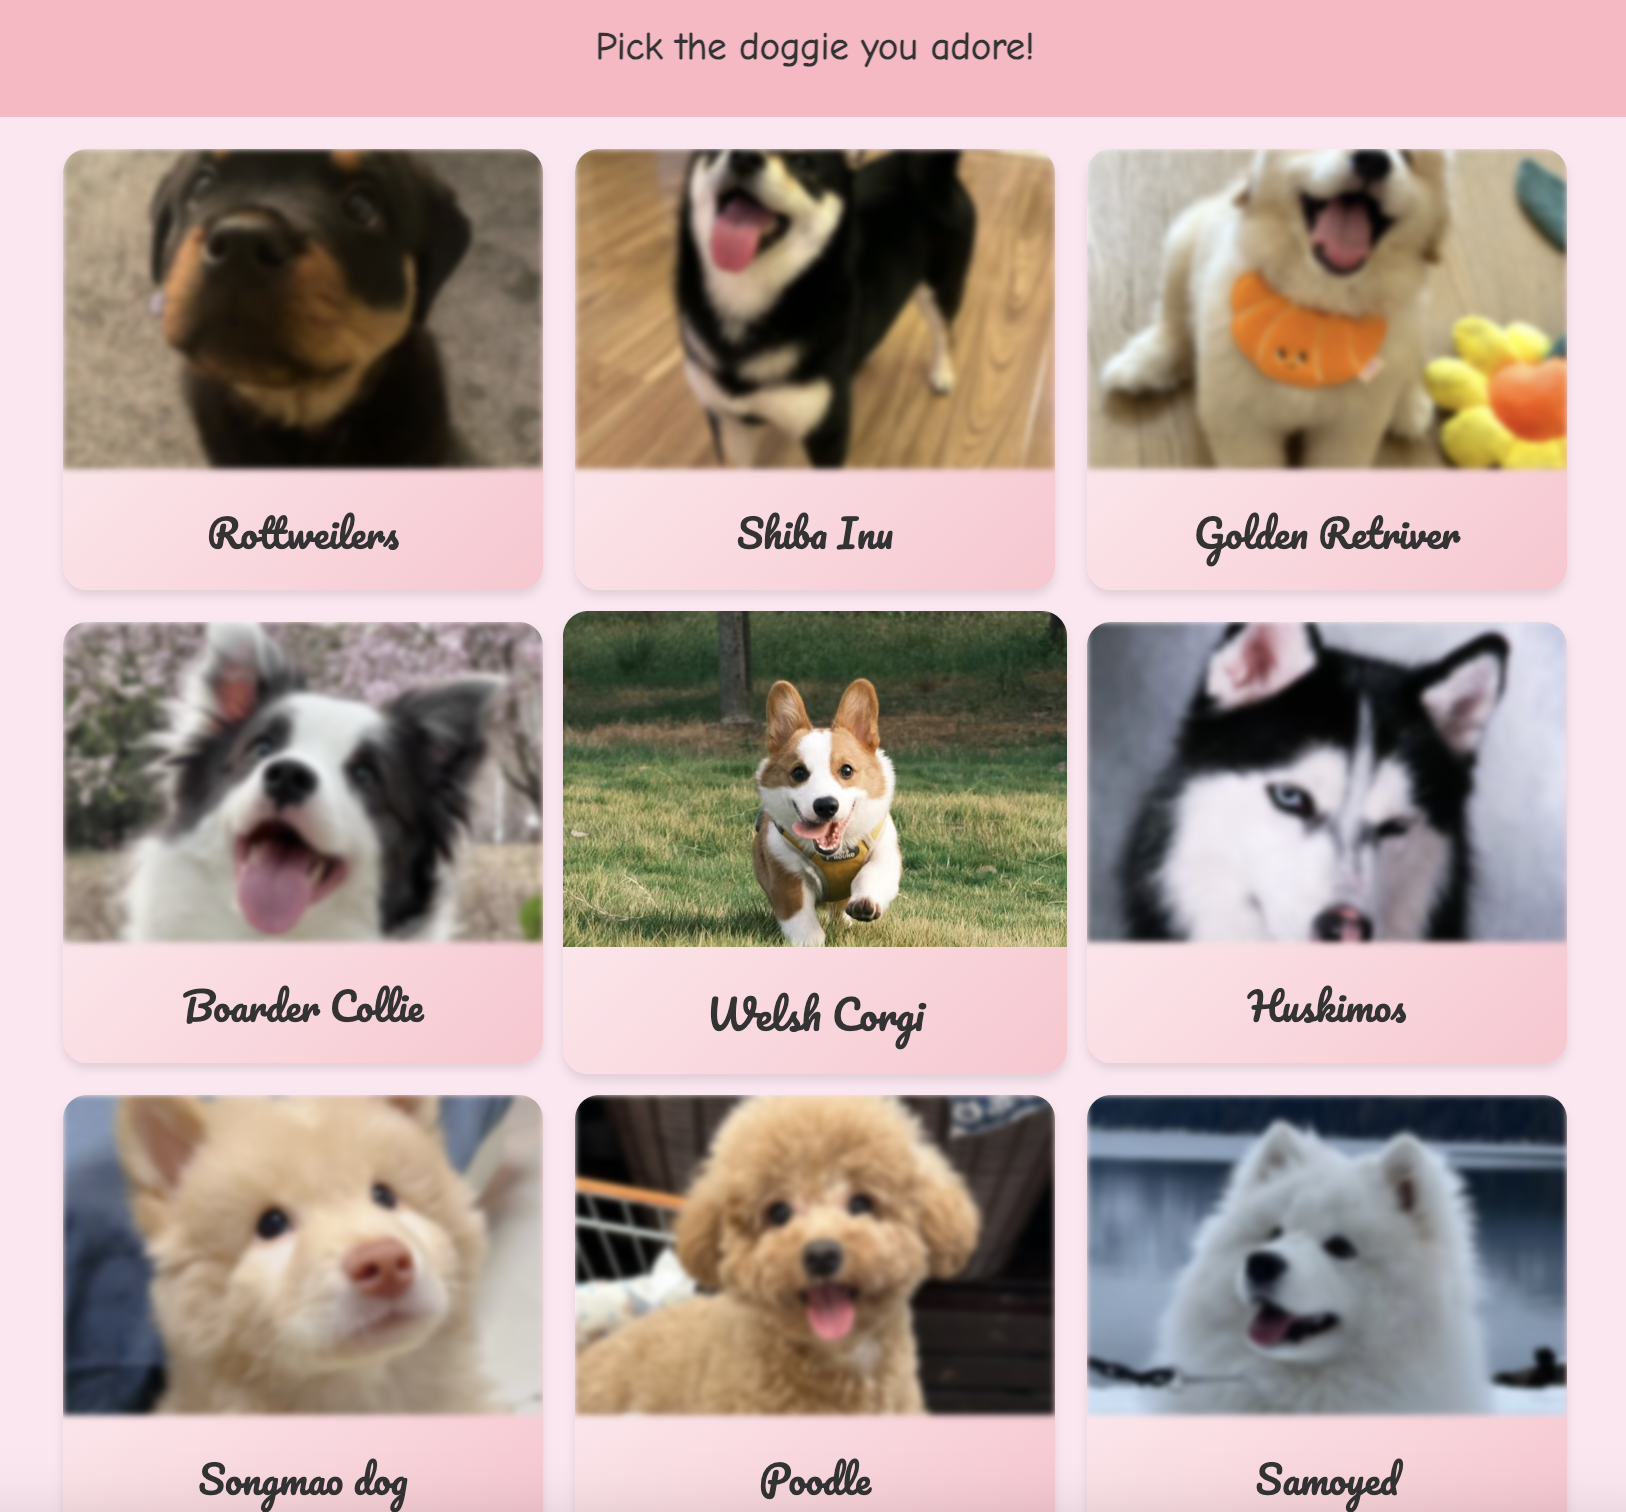 Pick the doggie you adore!
Rottweilers
Shiba Inu
Golden Retriver
Boarder Collie
Welsh Corgi
Huskimos
Songmao dog
Poodle
Samoyed